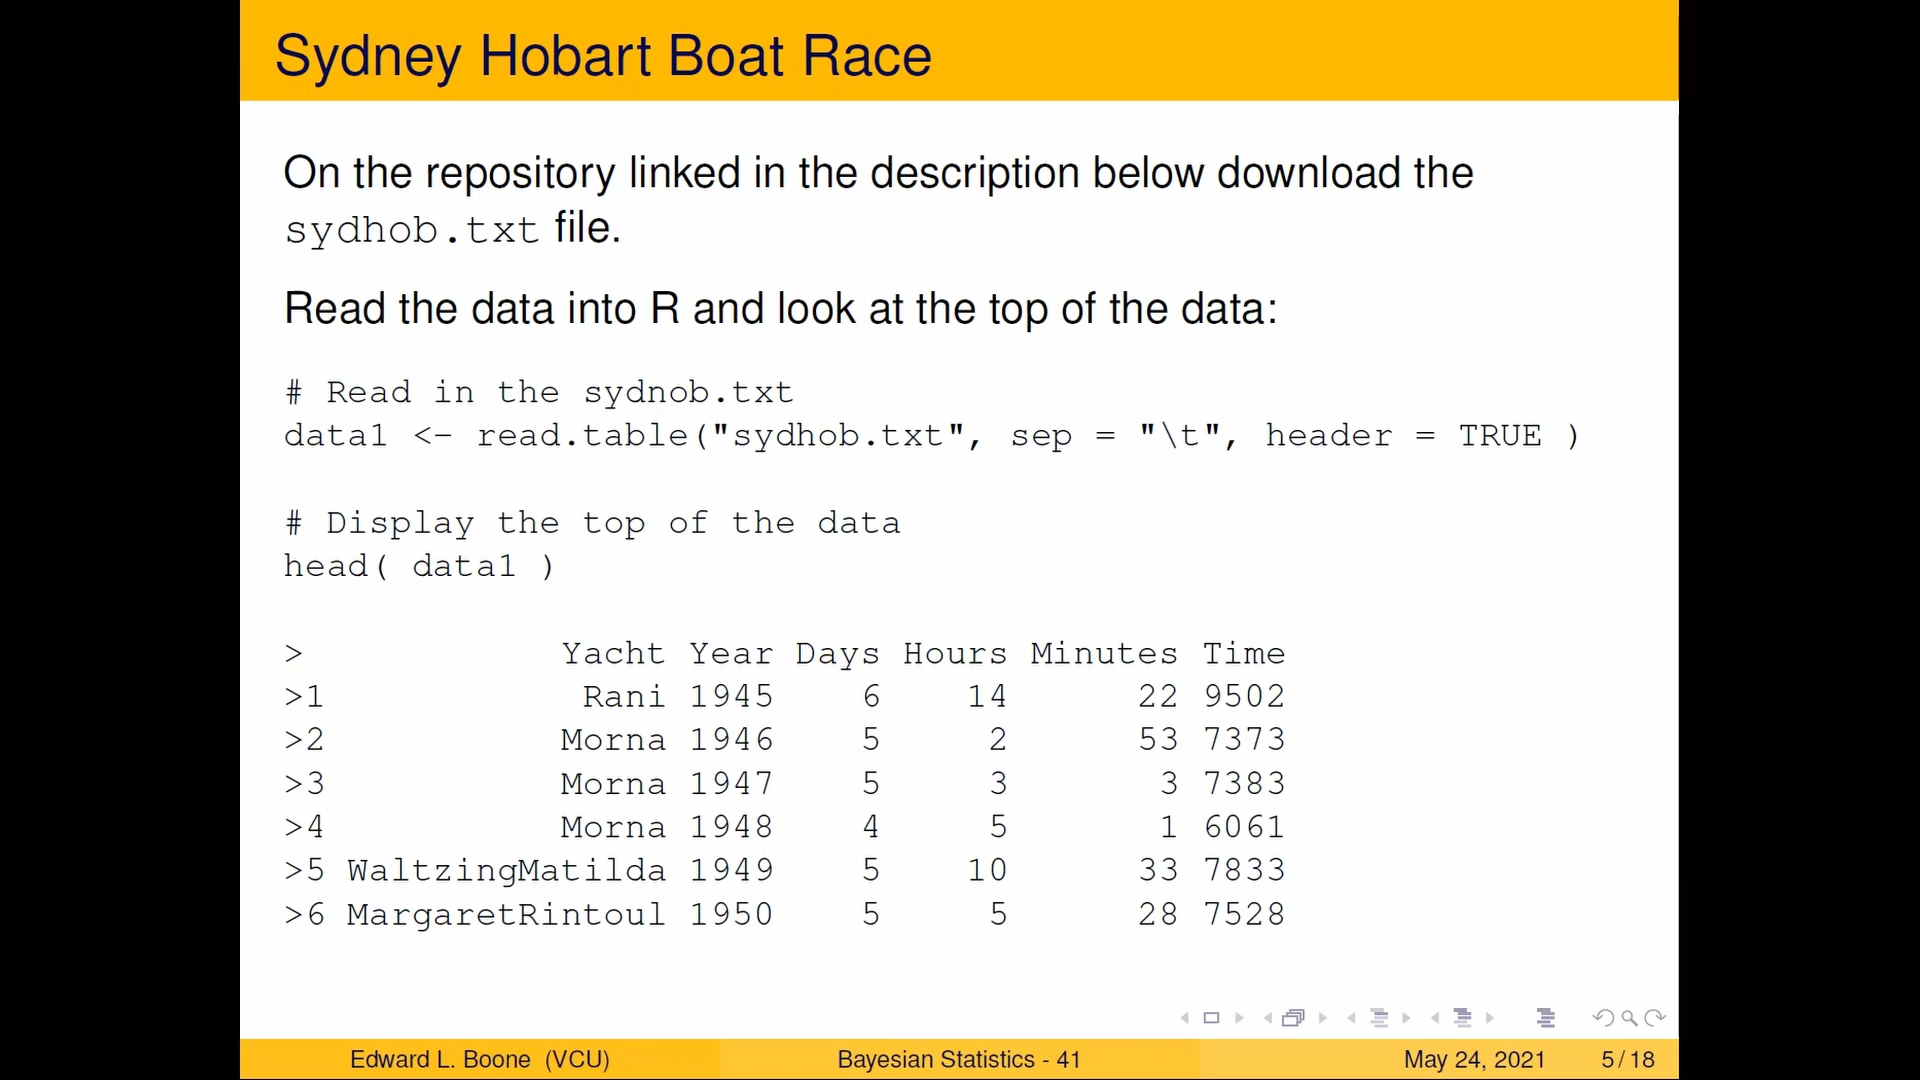 Sydney Hobart Boat Race
On the repository linked in the description below download the
sydhob.txt file.
Read the data into R and look at the top of the data:
# Read in the sydnob.txt
data1 <- read.table("sydhob.txt", sep = "\t", header = TRUE )
# Display the top of the data
head( data1 )
> Yacht Year Days Hours Minutes Time
>1 Rani 1945 6 14 22 9502
>2 Morna 1946 5 2 53 7373
>3 Morna 1947 5 3 3 7383
>4 Morna 1948 4 5 1 6061
>5 WaltzingMatilda 1949 5 10 33 7833
>6 MargaretRintoul 1950 5 5 28 7528
Edward L. Boone (VCU) Bayesian Statistics - 41 May 24, 2021 5 / 18